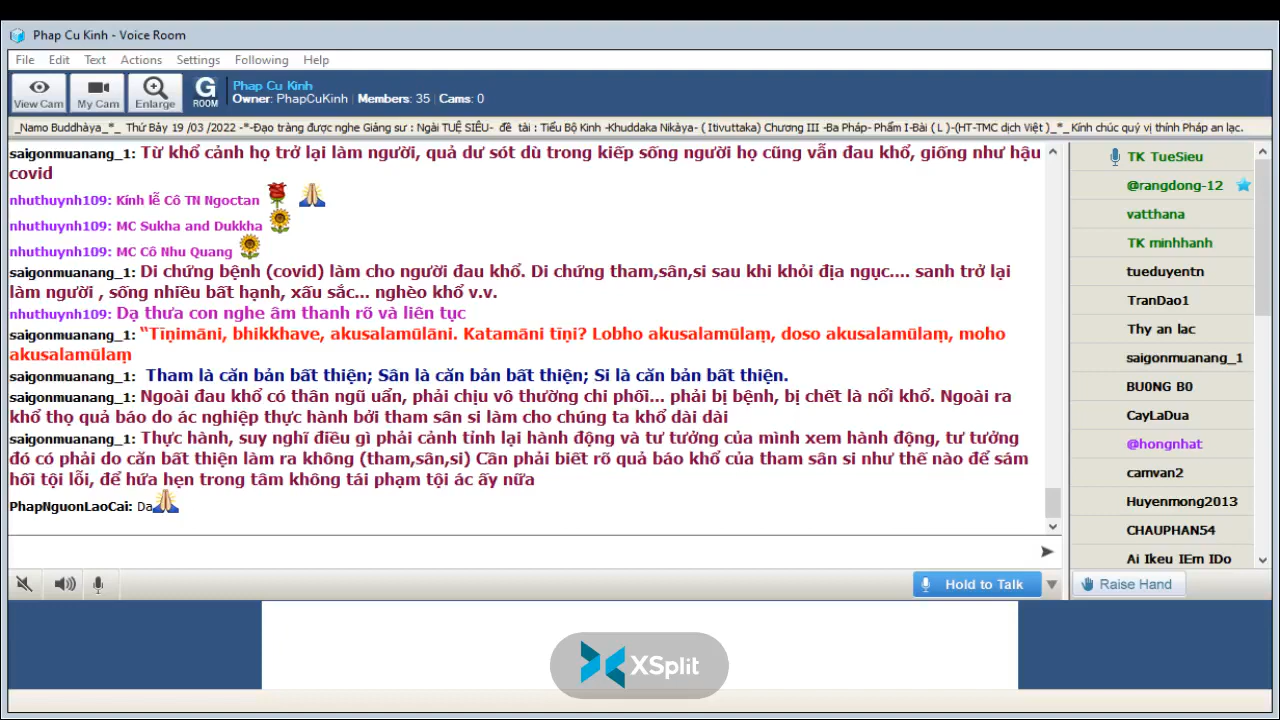 Phap Cu Kinh - Voice Room
File Edit Text Actions Settings Following Help
View Cam My Cam Enlarge G ROOM
Phap Cu Kinh
Owner: PhapCuKinh Members: 35 Cams: 0
_Namo Buddhàya_*_ Thứ Bảy 19 /03 /2022 -*-Đạo tràng được nghe Giảng sư : Ngài TUỆ SIÊU- đề tài : Tiểu Bộ Kinh -Khuddaka Nikàya- ( Itivuttaka) Chương III -Ba Pháp- Phẩm I-Bài ( L )-(HT-TMC dịch Việt )_*_ Kính chúc quý vị thính Pháp an lạc.
saigonmuanang_1: Từ khổ cảnh họ trở lại làm người, quả dư sót dù trong kiếp sống người họ cũng vẫn đau khổ, giống như hậu
covid
nhuthuynh109: Kính lễ Cô TN Ngoctan
nhuthuynh109: MC Sukha and Dukkha
nhuthuynh109: MC Cô Nhu Quang
saigonmuanang_1: Di chứng bệnh (covid) làm cho người đau khổ. Di chứng tham,sân,si sau khi khỏi địa ngục.... sanh trở lại
làm người , sống nhiều bất hạnh, xấu sắc... nghèo khổ v.v.
nhuthuynh109: Dạ thưa con nghe âm thanh rõ và liên tục
saigonmuanang_1: “Tīṇimāni, bhikkhave, akusalamūlāni. Katamāni tīṇi? Lobho akusalamūlaṃ, doso akusalamūlaṃ, moho
akusalamūlaṃ
saigonmuanang_1: Tham là căn bản bất thiện; Sân là căn bản bất thiện; Si là căn bản bất thiện.
saigonmuanang_1: Ngoài đau khổ có thân ngũ uẩn, phải chịu vô thường chi phối... phải bị bệnh, bị chết là nổi khổ. Ngoài ra
khổ thọ quả báo do ác nghiệp thực hành bởi tham sân si làm cho chúng ta khổ dài dài
saigonmuanang_1: Thực hành, suy nghĩ điều gì phải cảnh tỉnh lại hành động và tư tưởng của mình xem hành động, tư tưởng
đó có phải do căn bất thiện làm ra không (tham,sân,si) Cần phải biết rõ quả báo khổ của tham sân si như thế nào để sám
hối tội lỗi, để hứa hẹn trong tâm không tái phạm tội ác ấy nữa
PhapNguonLaoCai: Da
TK TueSieu
@rangdong-12
vatthana
TK minhhanh
tueduyentn
TranDao1
Thy an lac
saigonmuanang_1
BU0NG B0
CayLaDua
@hongnhat
camvan2
Huyenmong2013
CHAUPHAN54
Ai Ikeu IEm IDo
Hold to Talk
Raise Hand
XSplit